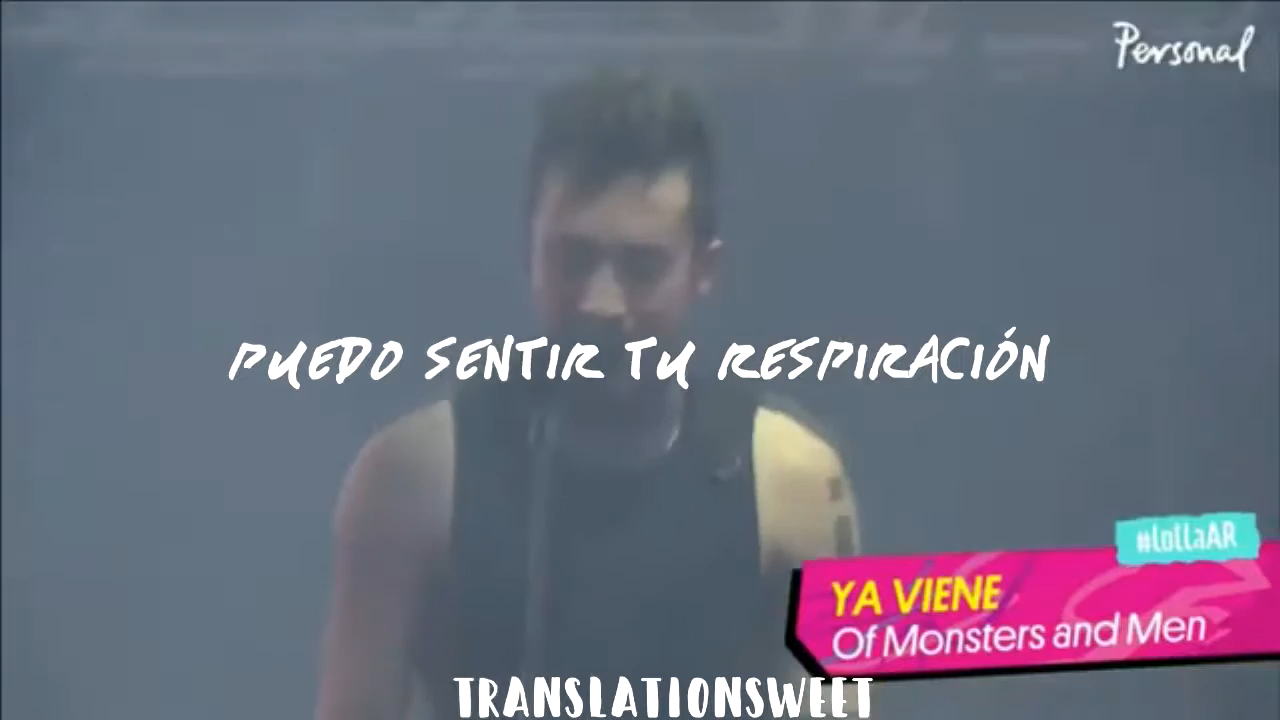 Personal
PUEDO SENTIR TU RESPIRACIÓN
#lollaAR
YA VIENE
Of Monsters and Men
TRANSLATIONSWEET